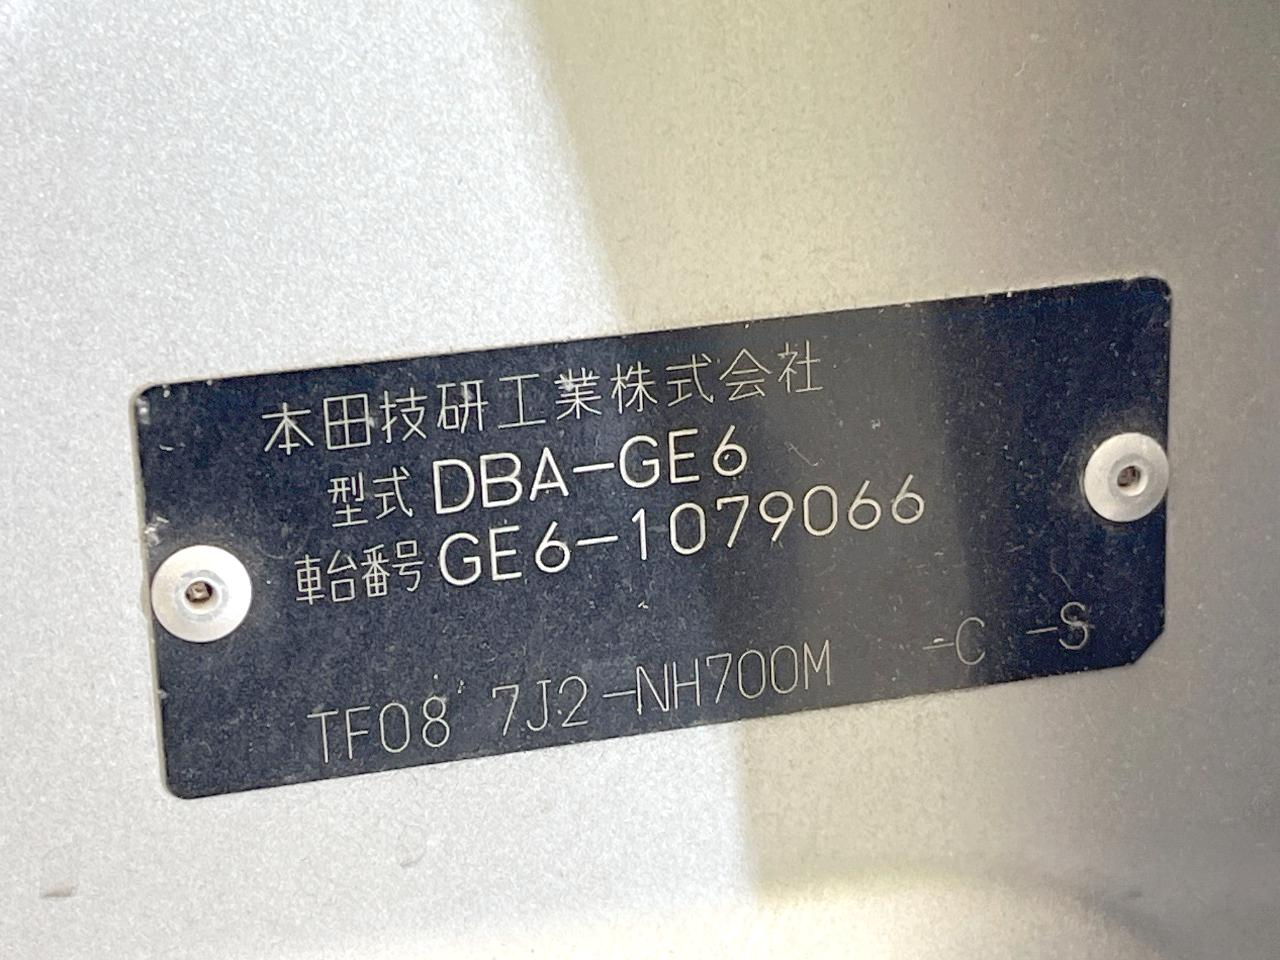 本田技研工業株式会社
型式 DBA-GE6
車台番号 GE6-1079066
TF08 7J2-NH700M -C -S